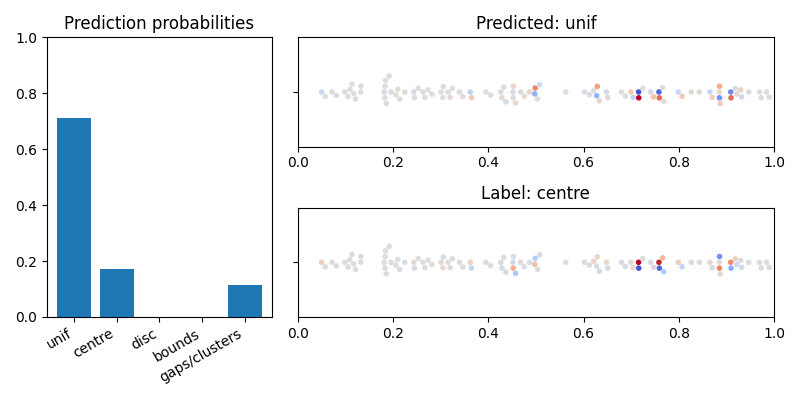 Prediction probabilities
1.0
0.8
0.6
0.4
0.2
0.0
unif
centre
disc
bounds
gaps/clusters
Predicted: unif
0.0 0.2 0.4 0.6 0.8 1.0
Label: centre
0.0 0.2 0.4 0.6 0.8 1.0